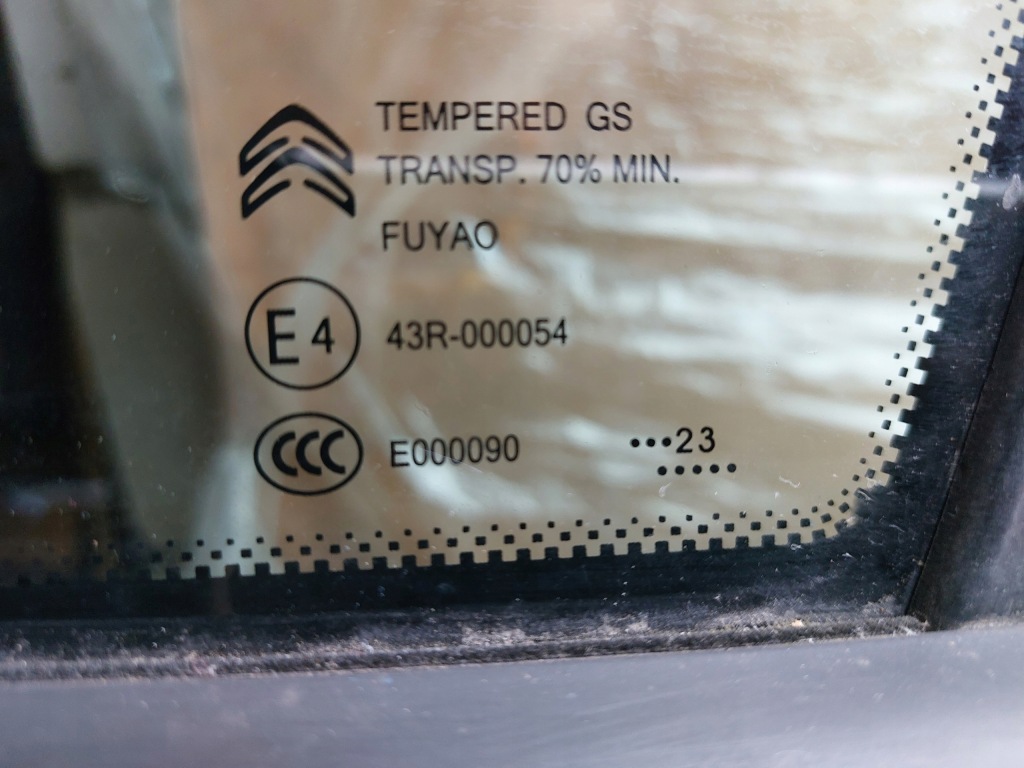 TEMPERED GS
TRANSP. 70% MIN.
FUYAO
E4 43R-000054
CCC E000090 •••23
•••••